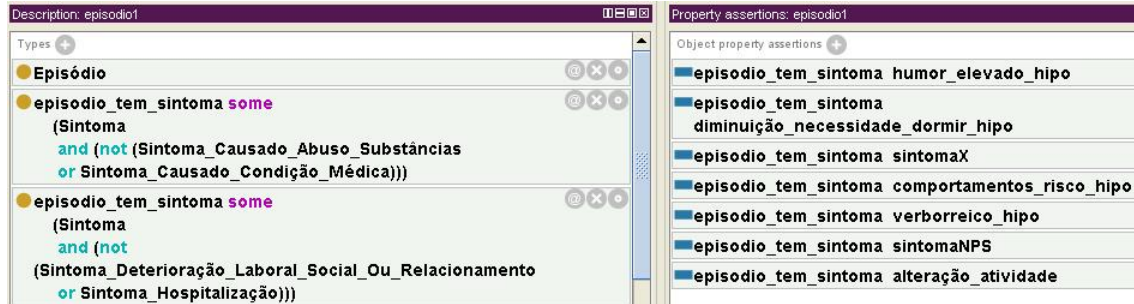 Description: episodio1
Types
Episódio
episodio_tem_sintoma some
(Sintoma
and (not (Sintoma_Causado_Abuso_Substâncias
or Sintoma_Causado_Condição_Médica)))
episodio_tem_sintoma some
(Sintoma
and (not
(Sintoma_Deterioração_Laboral_Social_Ou_Relacionamento
or Sintoma_Hospitalização)))
Property assertions: episodio1
Object property assertions
episodio_tem_sintoma humor_elevado_hipo
episodio_tem_sintoma
diminuição_necessidade_dormir_hipo
episodio_tem_sintoma sintomaX
episodio_tem_sintoma comportamentos_risco_hipo
episodio_tem_sintoma verborreico_hipo
episodio_tem_sintoma sintomaNPS
episodio_tem_sintoma alteração_atividade